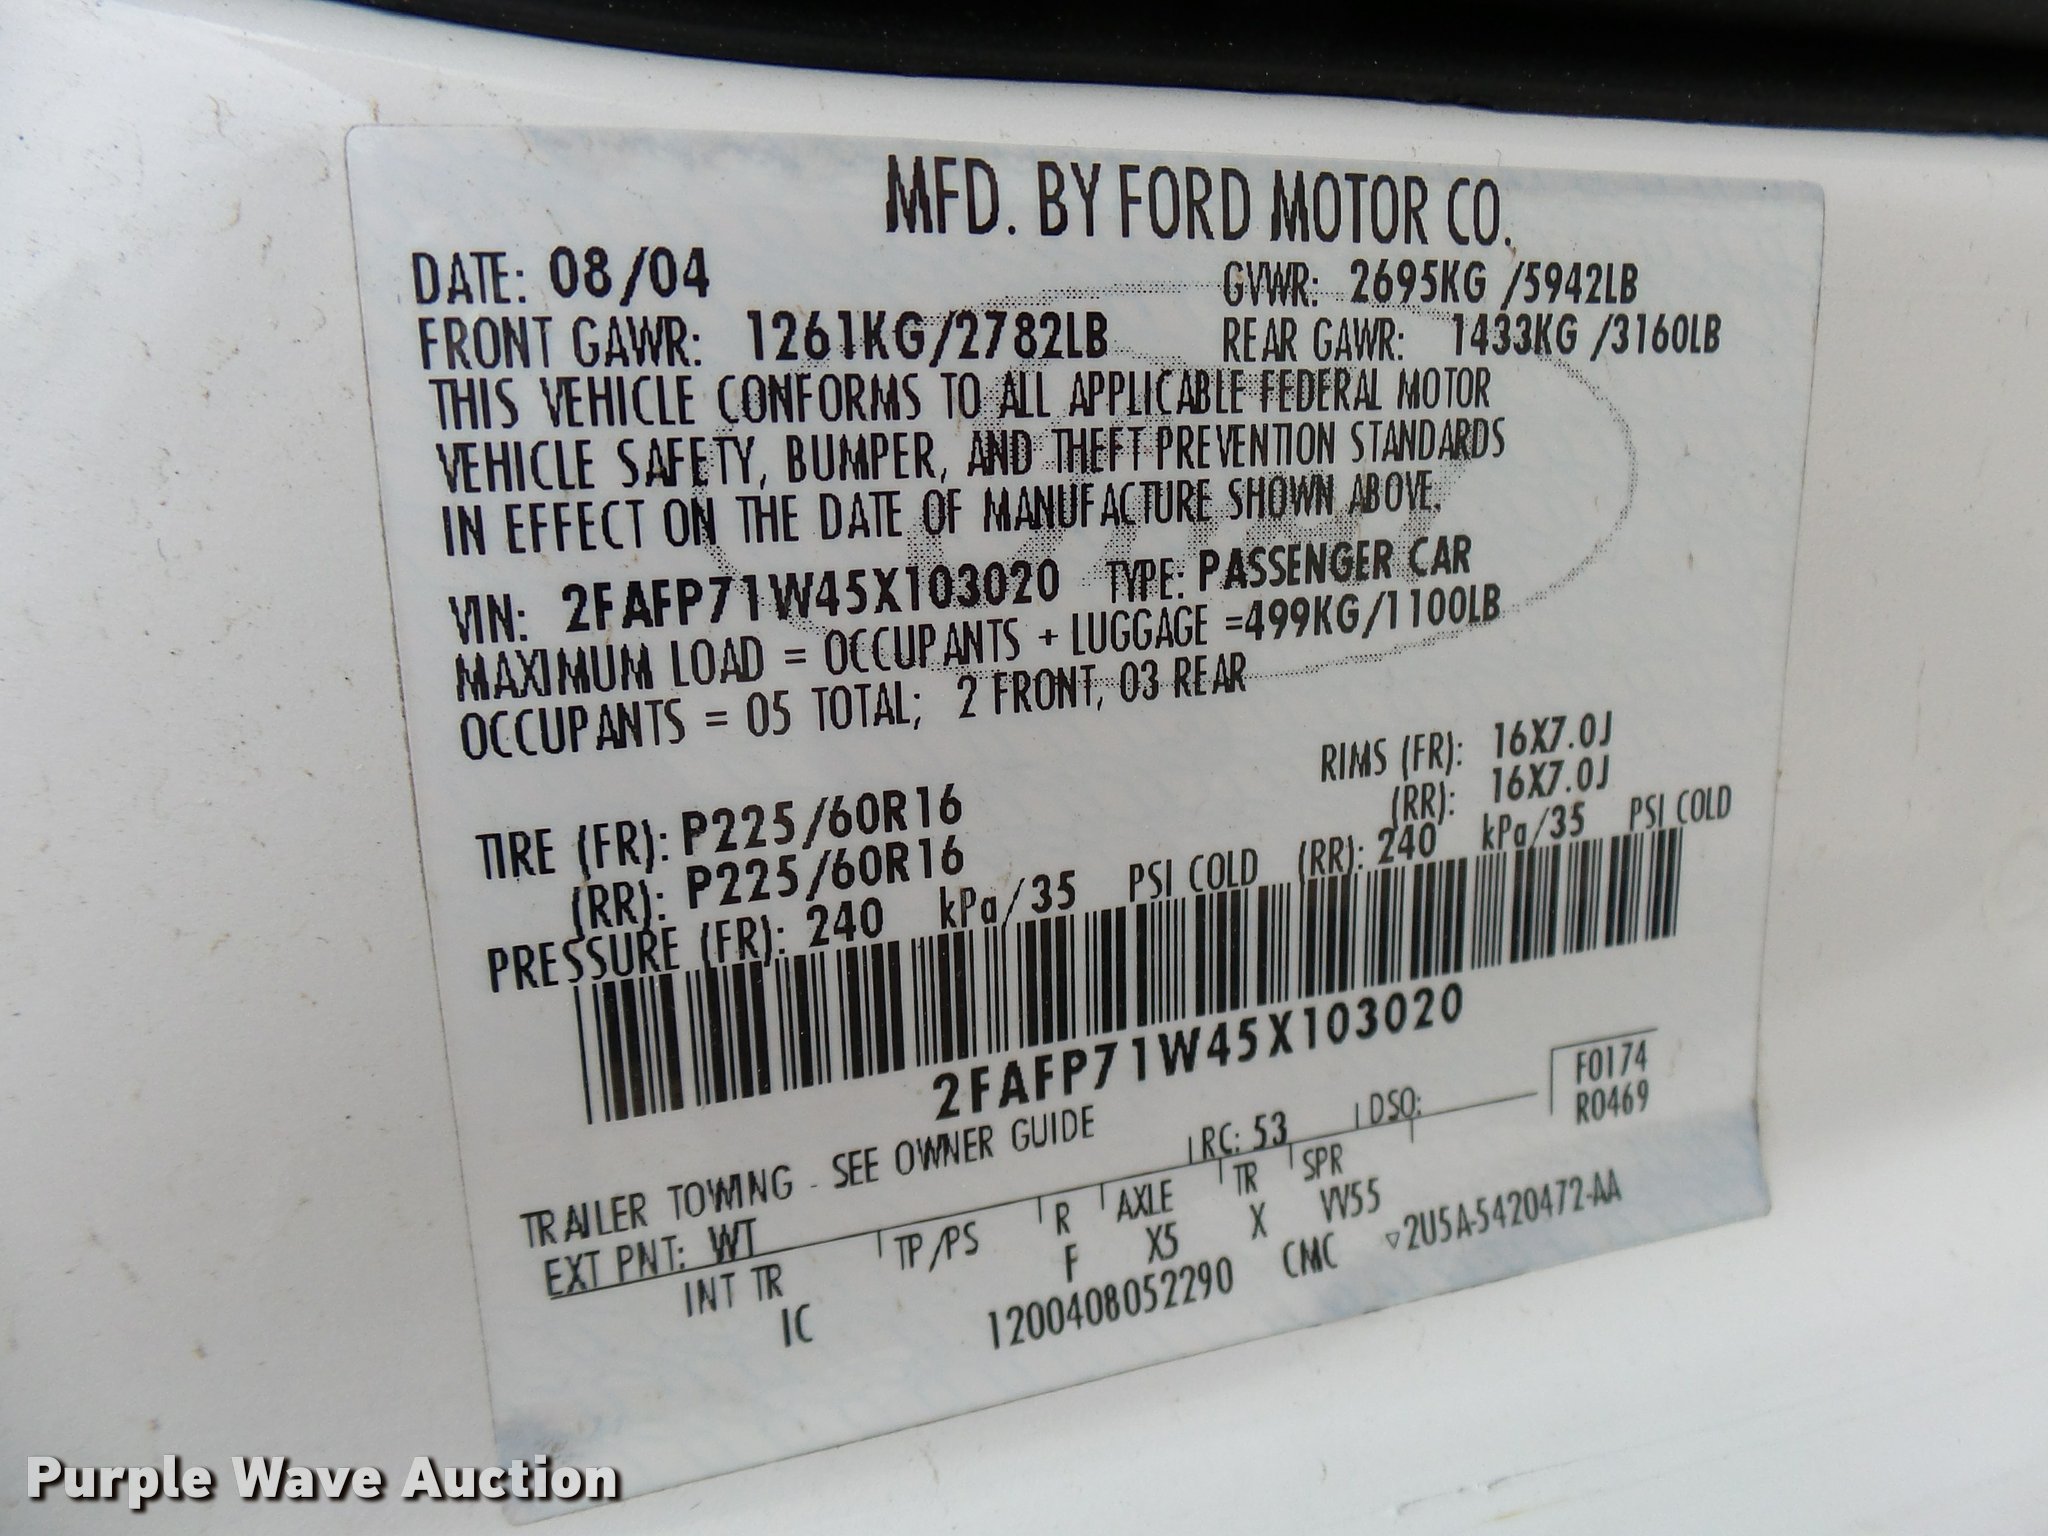 MFD. BY FORD MOTOR CO.
DATE: 08/04 GVWR: 2695KG /5942LB
FRONT GAWR: 1261KG/2782LB REAR GAWR: 1433KG /3160LB
THIS VEHICLE CONFORMS TO ALL APPLICABLE FEDERAL MOTOR
VEHICLE SAFETY, BUMPER, AND THEFT PREVENTION STANDARDS
IN EFFECT ON THE DATE OF MANUFACTURE SHOWN ABOVE.
VIN: 2FAFP71W45X103020 TYPE: PASSENGER CAR
MAXIMUM LOAD = OCCUPANTS + LUGGAGE =499KG/1100LB
OCCUPANTS = 05 TOTAL; 2 FRONT, 03 REAR
TIRE (FR): P225/60R16 RIMS (FR): 16X7.0J
(RR): P225/60R16 (RR): 16X7.0J
PRESSURE (FR): 240 kPa/35 PSI COLD (RR): 240 kPa/35 PSI COLD
2FAFP71W45X103020
F0174
R0469
TRAILER TOWING - SEE OWNER GUIDE
EXT PNT: WT RC: 53 DSO:
INT TR TP/PS R AXLE TR SPR
IC F X5 X VV55
1200408052290 CMC ▽2U5A-5420472-AA
Purple Wave Auction